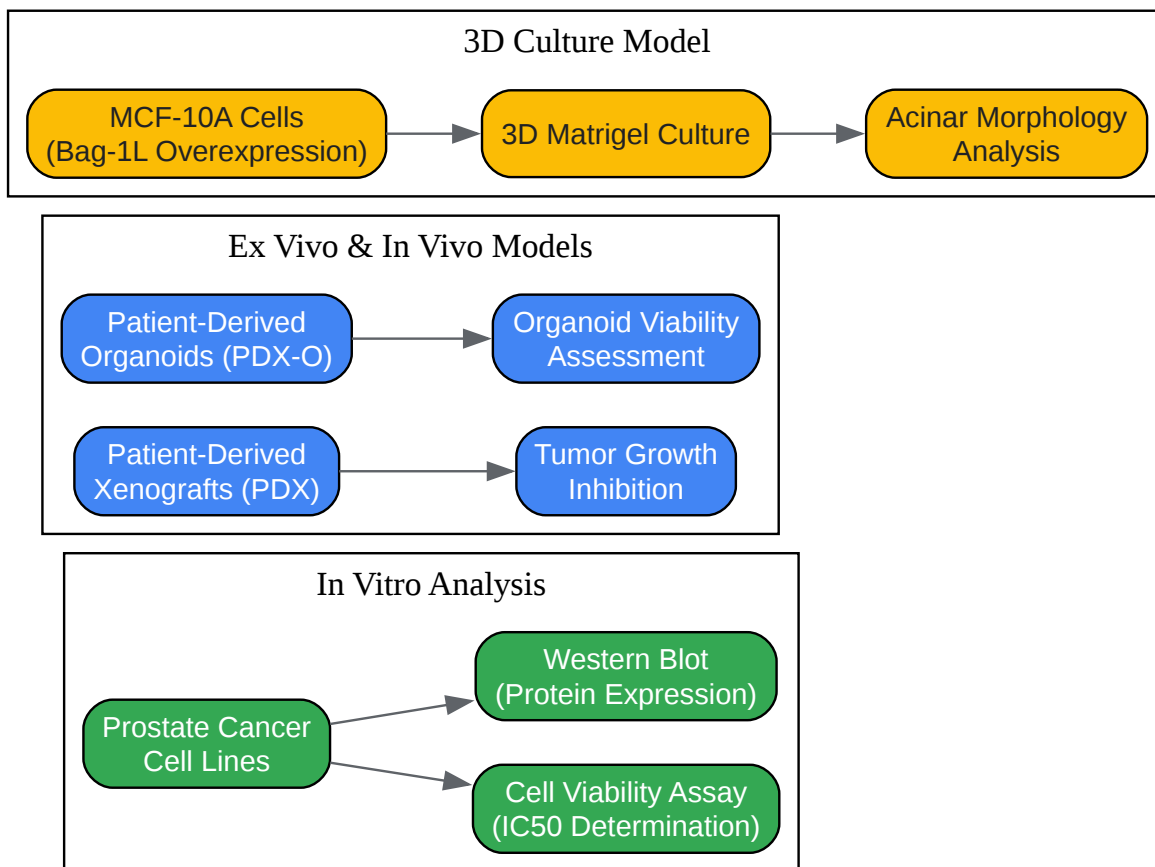 3D Culture Model
MCF-10A Cells
(Bag-1L Overexpression)
3D Matrigel Culture
Acinar Morphology
Analysis
Ex Vivo & In Vivo Models
Patient-Derived
Organoids (PDX-O)
Organoid Viability
Assessment
Patient-Derived
Xenografts (PDX)
Tumor Growth
Inhibition
In Vitro Analysis
Prostate Cancer
Cell Lines
Western Blot
(Protein Expression)
Cell Viability Assay
(IC50 Determination)